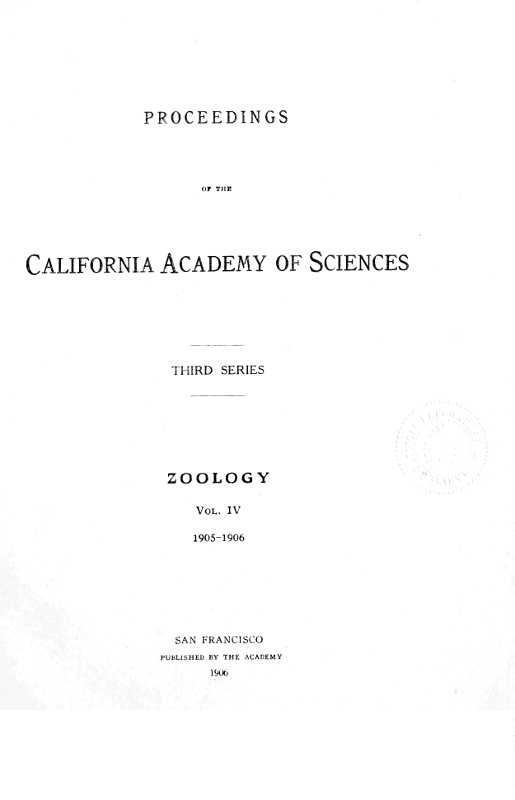 PROCEEDINGS
OF THE
CALIFORNIA ACADEMY OF SCIENCES
THIRD SERIES
ZOOLOGY
VOL. IV
1905-1906
SAN FRANCISCO
PUBLISHED BY THE ACADEMY
1906